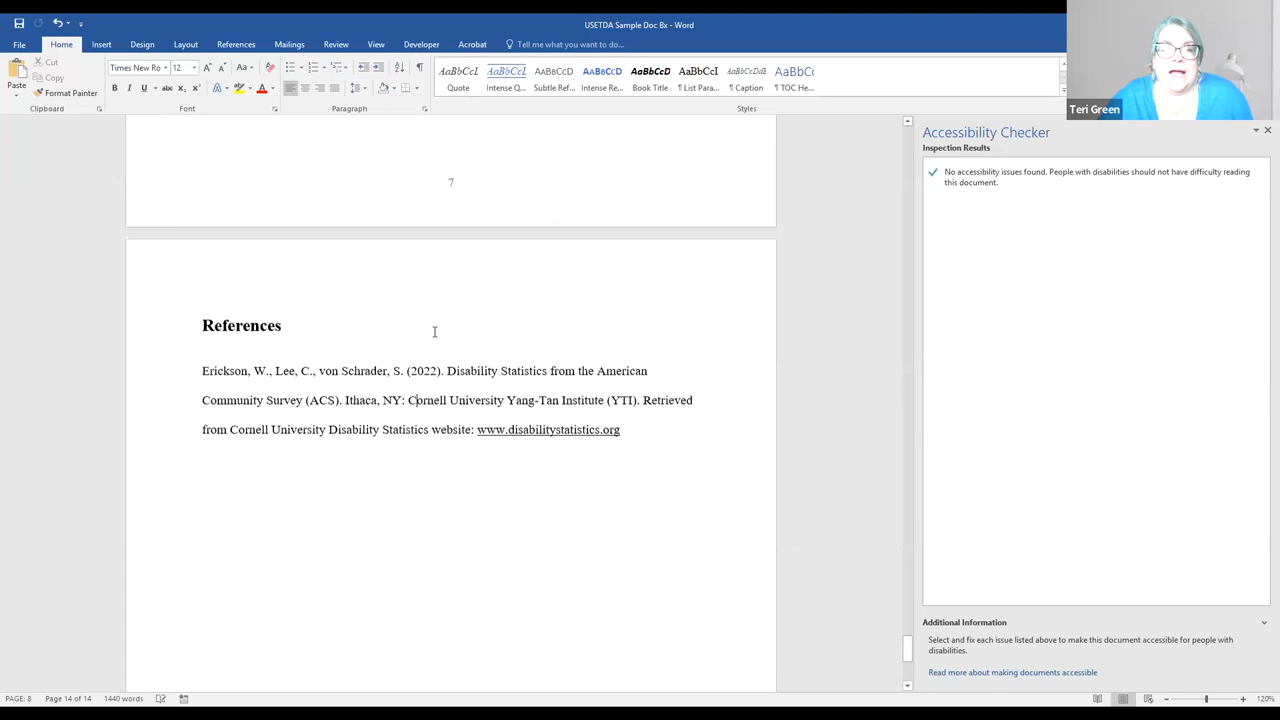 USETDA Sample Doc Bx - Word
File Home Insert Design Layout References Mailings Review View Developer Acrobat Tell me what you want to do...
Teri Green
Paste
Cut
Copy
Format Painter
Clipboard
Times New Ro 12
Font
Paragraph
AaBbCcI AaBbCcI AaBbCcD AaBbCcD AaBbCcD AaBbCcI AaBbCcDdE AaBbC
Quote Intense Q... Subtle Ref... Intense Re... Book Title ¶ List Para... ¶ Caption ¶ TOC He...
Styles
7
References
Erickson, W., Lee, C., von Schrader, S. (2022). Disability Statistics from the American
Community Survey (ACS). Ithaca, NY: Cornell University Yang-Tan Institute (YTI). Retrieved
from Cornell University Disability Statistics website: www.disabilitystatistics.org
Accessibility Checker
Inspection Results
No accessibility issues found. People with disabilities should not have difficulty reading
this document.
Additional Information
Select and fix each issue listed above to make this document accessible for people with
disabilities.
Read more about making documents accessible
PAGE: 8 Page 14 of 14 1440 words
120%